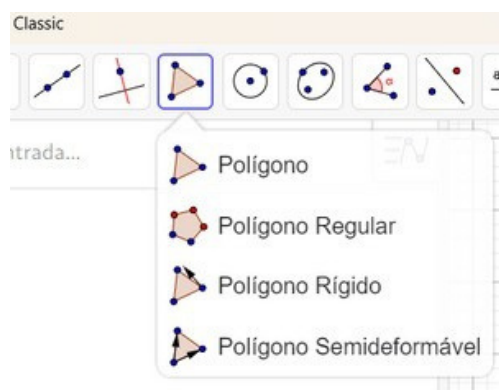 Classic
ntrada...
Polígono
Polígono Regular
Polígono Rígido
Polígono Semideformável